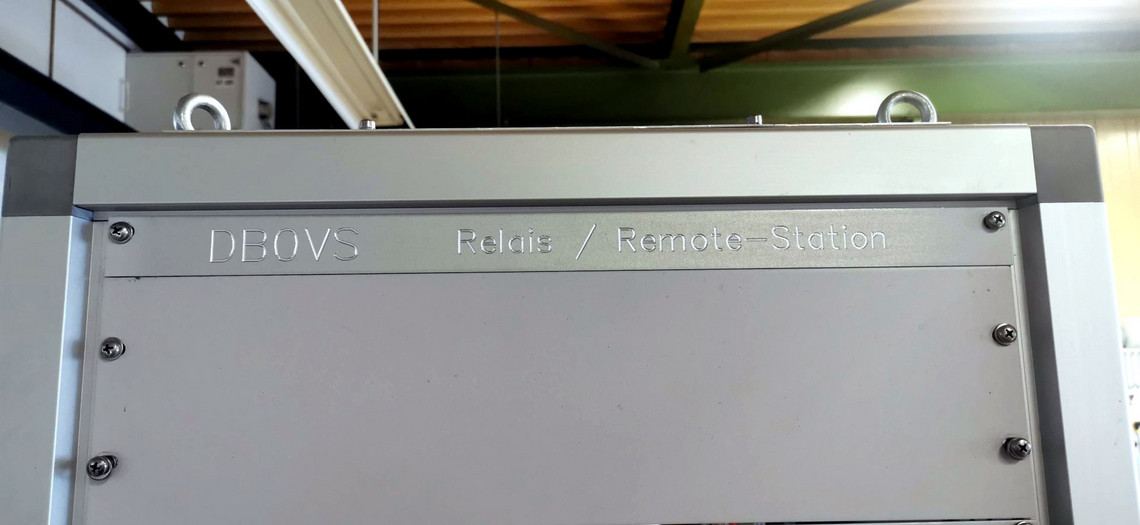 DB0VS Relais / Remote-Station